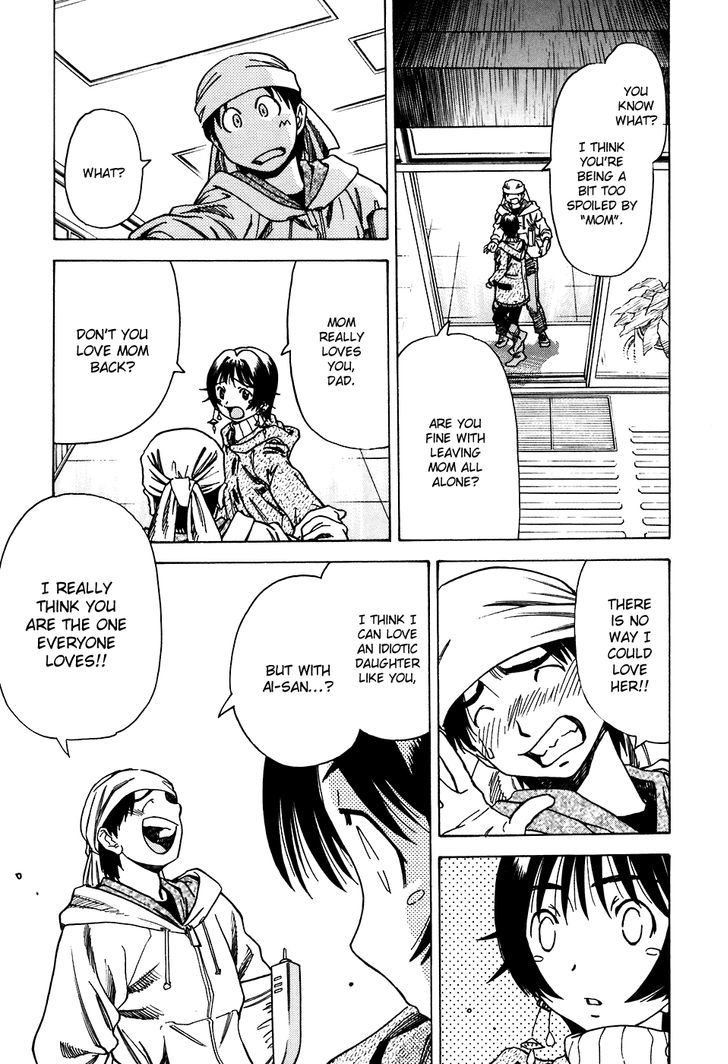 YOU
KNOW
WHAT?
I THINK
YOU'RE
BEING A
BIT TOO
SPOILED BY
"MOM".
ARE YOU
FINE WITH
LEAVING
MOM ALL
ALONE?
WHAT?
MOM
REALLY
LOVES
YOU,
DAD.
DON'T YOU
LOVE MOM
BACK?
THERE
IS NO
WAY I
COULD
LOVE
HER!!
I THINK I
CAN LOVE
AN IDIOTIC
DAUGHTER
LIKE YOU,
BUT WITH
AI-SAN...?
I REALLY
THINK YOU
ARE THE ONE
EVERYONE
LOVES!!